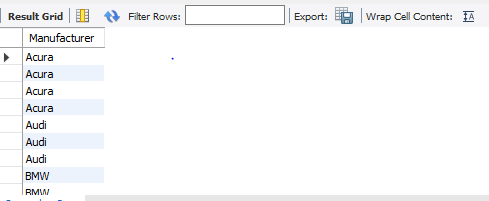 Result Grid Filter Rows: Export: Wrap Cell Content:
Manufacturer
Acura
Acura
Acura
Acura
Audi
Audi
Audi
BMW
BMW